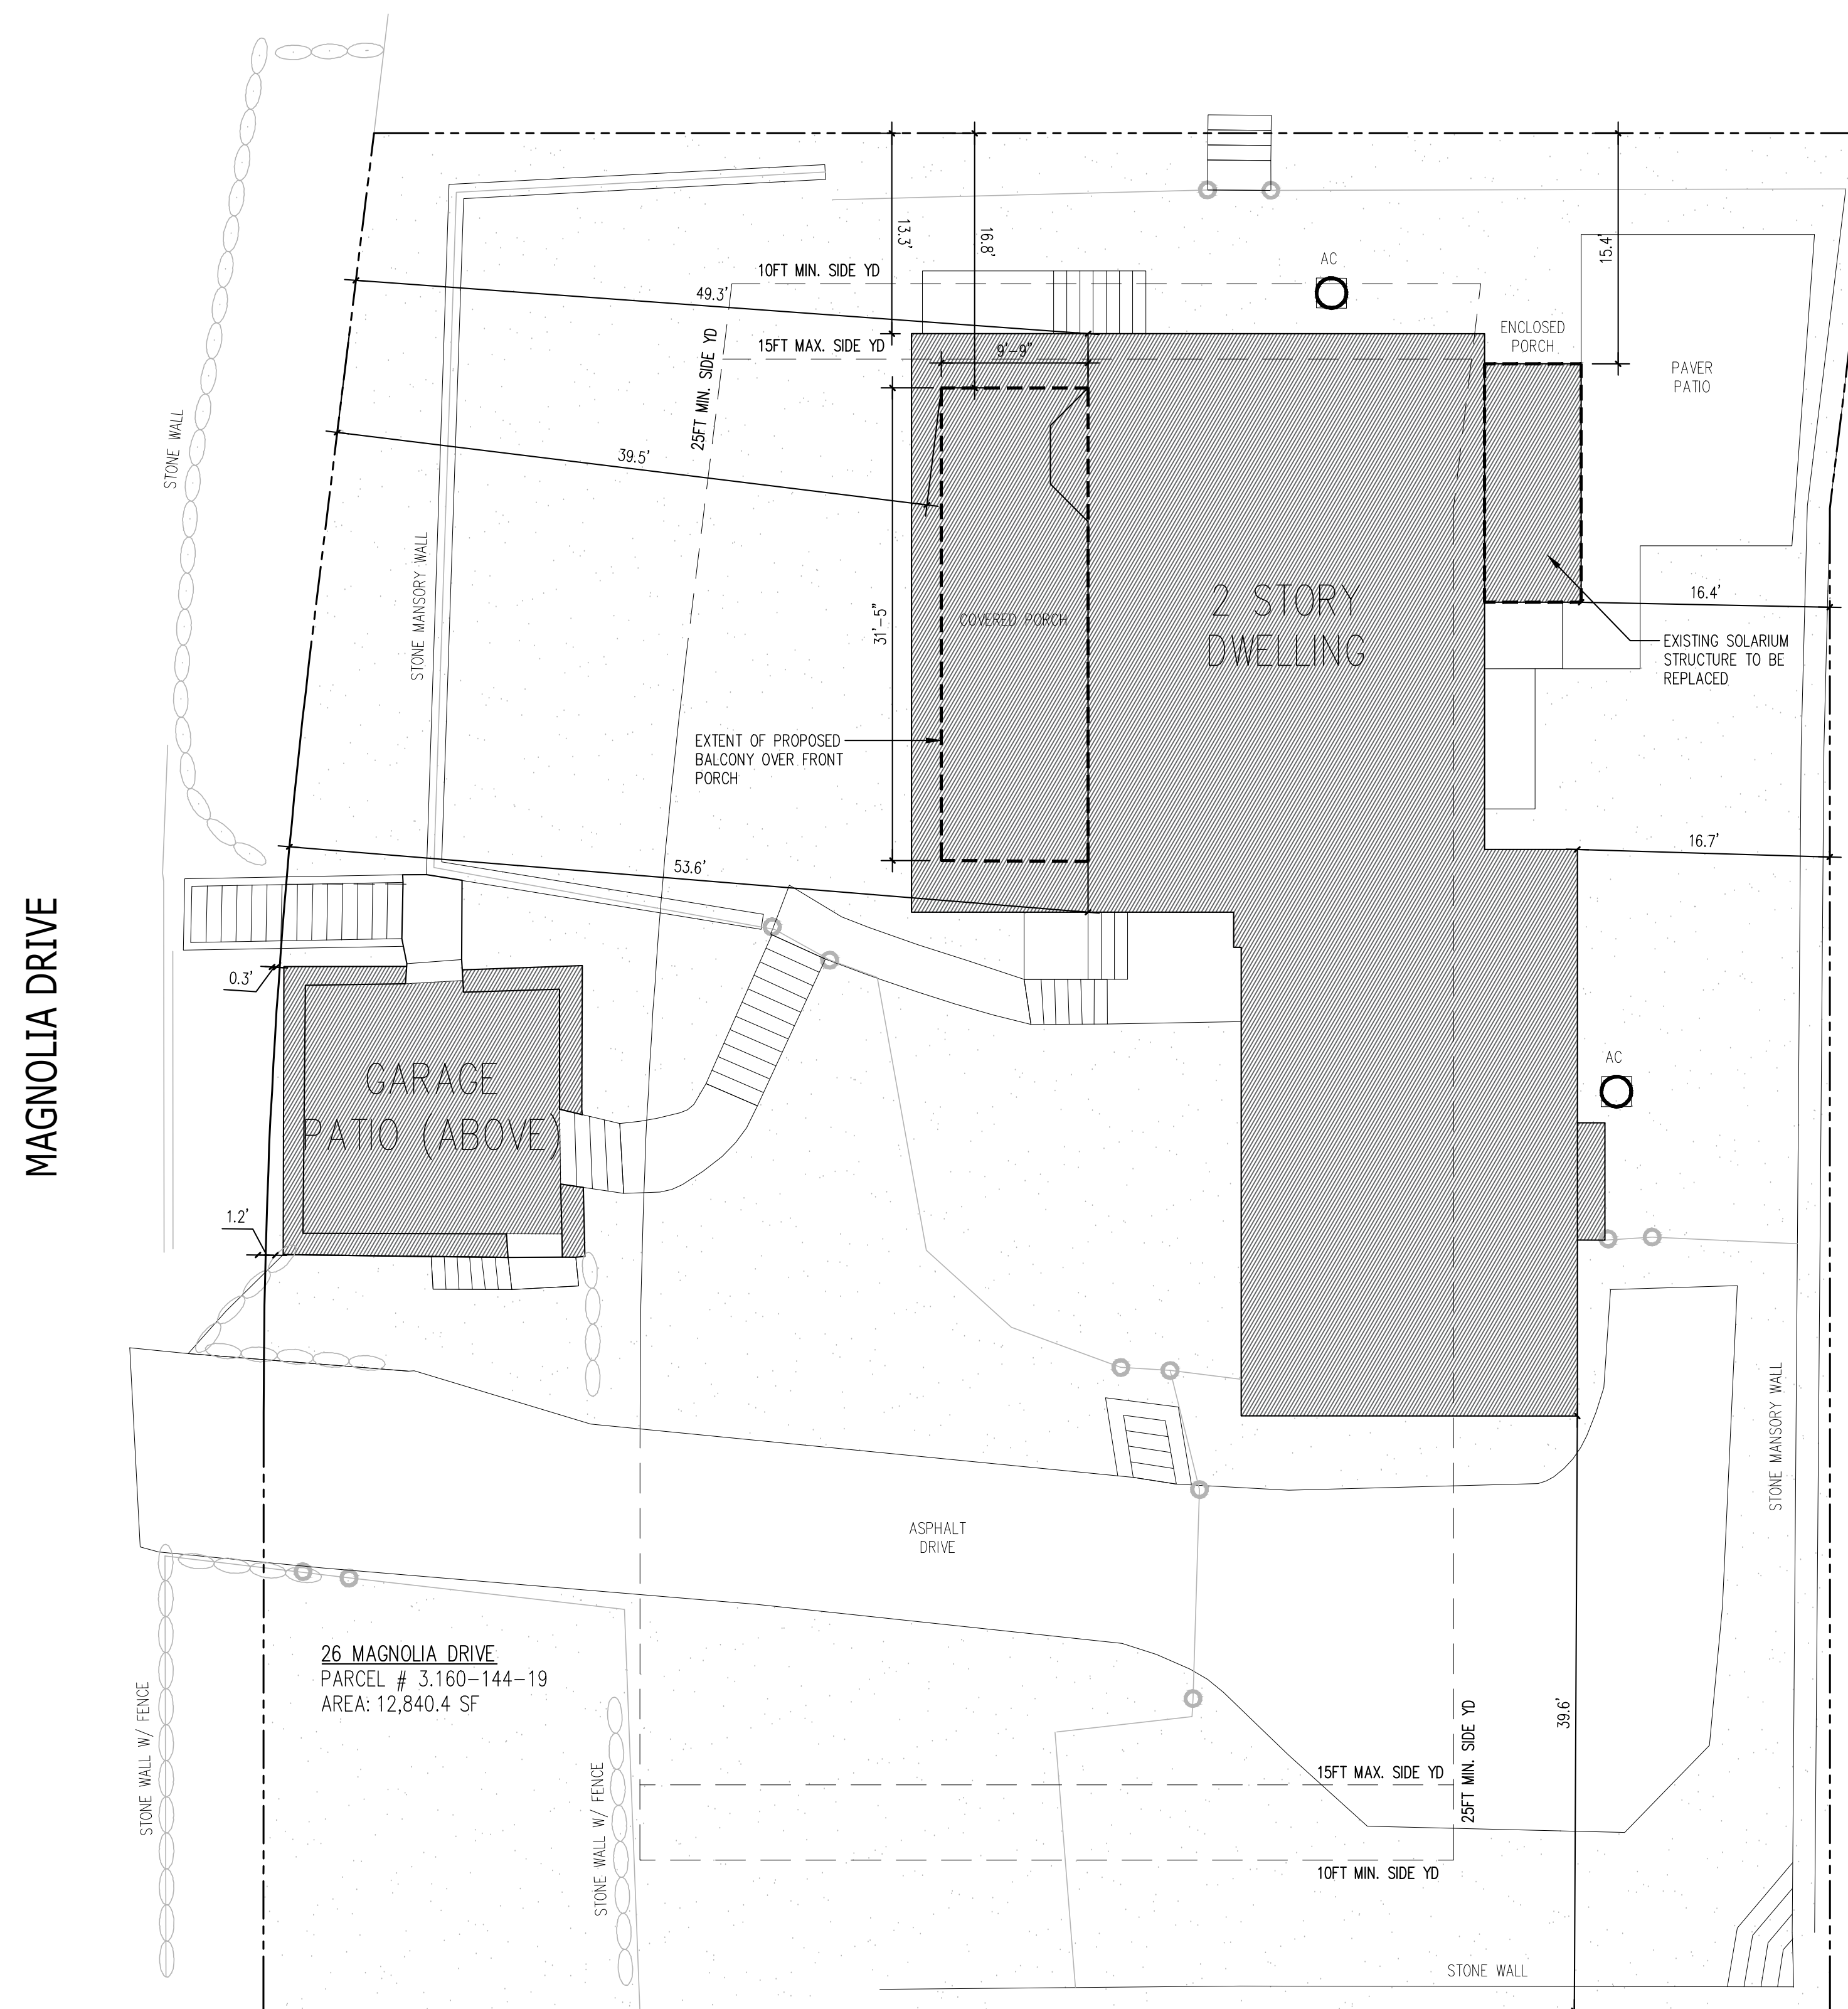 13.3'
16.8'
15.4'
10FT MIN. SIDE YD
AC
49.3'
ENCLOSED
PORCH
25FT MIN. SIDE YD
15FT MAX. SIDE YD
9'-9"
PAVER
PATIO
STONE WALL
39.5'
STONE MANSORY WALL
31'-5"
COVERED PORCH
2 STORY
DWELLING
16.4'
EXISTING SOLARIUM
STRUCTURE TO BE
REPLACED
EXTENT OF PROPOSED
BALCONY OVER FRONT
PORCH
53.6'
16.7'
MAGNOLIA DRIVE
0.3'
GARAGE
PATIO (ABOVE)
AC
1.2'
STONE MANSORY WALL
ASPHALT
DRIVE
26 MAGNOLIA DRIVE
PARCEL # 3.160-144-19
AREA: 12,840.4 SF
STONE WALL W/ FENCE
STONE WALL W/ FENCE
39.6'
15FT MAX. SIDE YD
25FT MIN. SIDE YD
10FT MIN. SIDE YD
STONE WALL